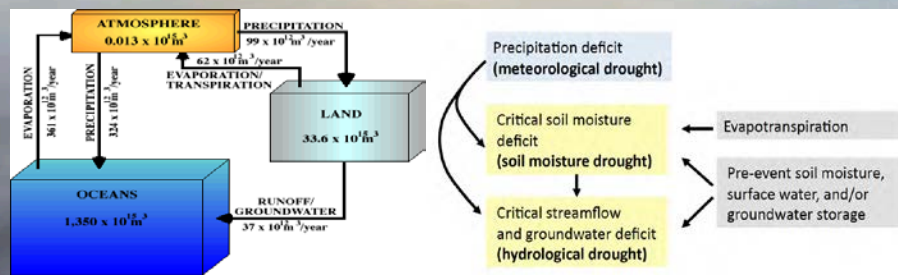 ATMOSPHERE
0.013 x 10¹⁵m³
PRECIPITATION
99 x 10¹²m³/year
62 x 10¹²m³/year
EVAPORATION/
TRANSPIRATION
EVAPORATION
361 x 10¹²m³/year
PRECIPITATION
324 x 10¹²m³/year
LAND
33.6 x 10¹⁵m³
OCEANS
1,350 x 10¹⁵m³
RUNOFF/
GROUNDWATER
37 x 10¹²m³/year
Precipitation deficit
(meteorological drought)
Critical soil moisture
deficit
(soil moisture drought)
Critical streamflow
and groundwater deficit
(hydrological drought)
Evapotranspiration
Pre-event soil moisture,
surface water, and/or
groundwater storage